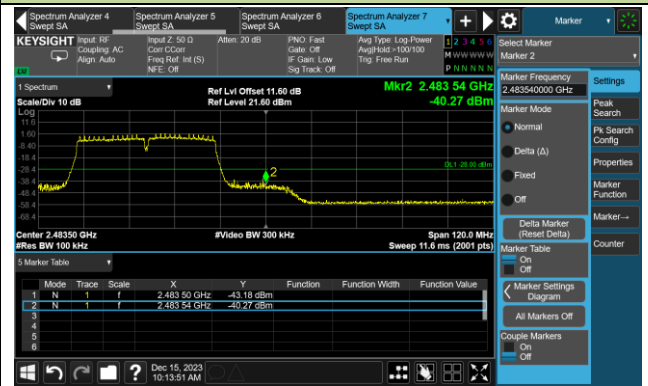 Spectrum Analyzer 4
Swept SA
Spectrum Analyzer 5
Swept SA
Spectrum Analyzer 6
Swept SA
Spectrum Analyzer 7
Swept SA
Marker
KEYSIGHT
Input: RF
Coupling: AC
Align: Auto
Input Z: 50 Ω
Corr CCorr
Freq Ref: Int (S)
NFE: Off
Atten: 20 dB
PNO: Fast
Gate: Off
IF Gain: Low
Sig Track: Off
Avg Type: Log-Power
Avg|Hold >100/100
Trig: Free Run
1 2 3 4 5 6
M W W W W W
P N N N N N
Select Marker
Marker 2
1 Spectrum
Scale/Div 10 dB
Ref Lvl Offset 11.60 dB
Ref Level 21.60 dBm
Mkr2 2.483 54 GHz
-40.27 dBm
Log
11.6
1.60
-8.40
-18.4
-28.4
-38.4
-48.4
-58.4
-68.4
DL1 -28.00 dBm
2
Center 2.48350 GHz
#Res BW 100 kHz
#Video BW 300 kHz
Span 120.0 MHz
Sweep 11.6 ms (2001 pts)
5 Marker Table
Mode Trace Scale X Y Function Function Width Function Value
1 N 1 f 2.483 50 GHz -43.18 dBm
2 N 1 f 2.483 54 GHz -40.27 dBm
3
4
5
6
Marker Frequency
2.483540000 GHz
Marker Mode
Normal
Delta (Δ)
Fixed
Off
Delta Marker
(Reset Delta)
Marker Table
On
Off
Marker Settings
Diagram
All Markers Off
Couple Markers
On
Off
Settings
Peak
Search
Pk Search
Config
Properties
Marker
Function
Marker→
Counter
Dec 15, 2023
10:13:51 AM